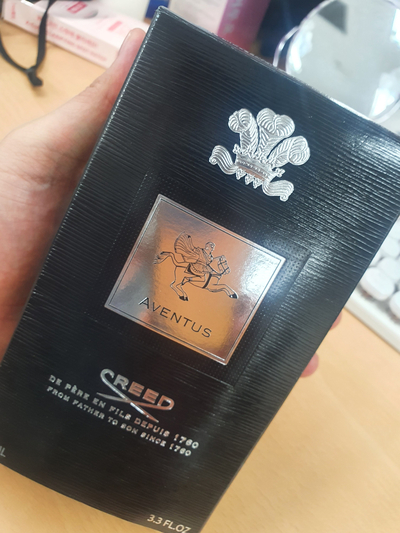 AVENTUS
CREED
DE PÈRE EN FILS DEPUIS 1760
FROM FATHER TO SON SINCE 1760
3.3 FL.OZ